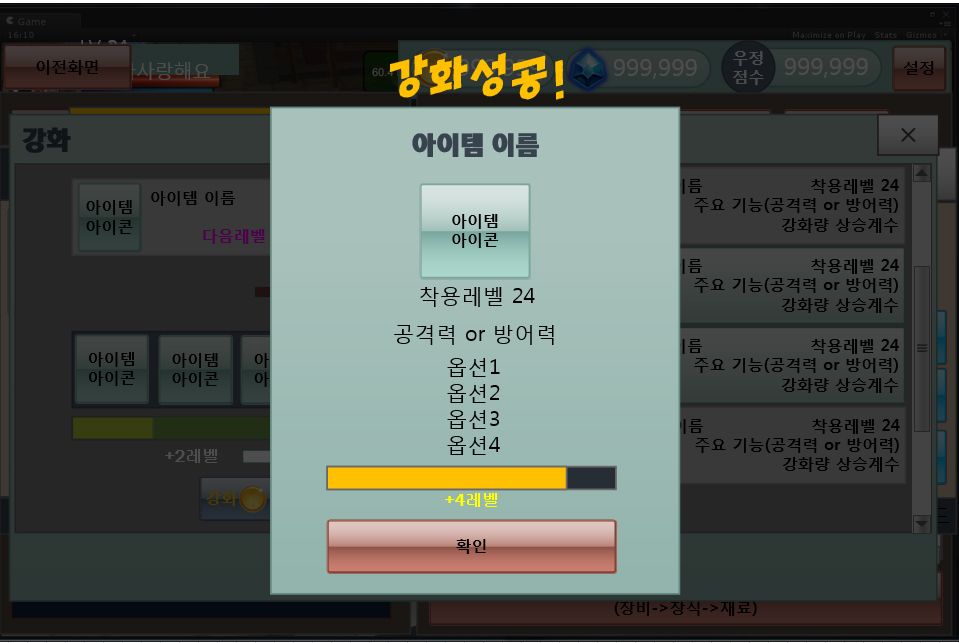 Game
16:10
Maximize on Play Stats Gizmos
LV 24
이전화면
사랑해요
60.4
강화성공!
999,999
우정
점수
999,999
설정
강화
아이템 이름
아이템
아이콘
아이템 이름
다음레벨
아이템
아이콘
착용레벨 24
공격력 or 방어력
옵션1
옵션2
옵션3
옵션4
+4레벨
확인
이름
착용레벨 24
주요 기능(공격력 or 방어력)
강화량 상승계수
이름
착용레벨 24
주요 기능(공격력 or 방어력)
강화량 상승계수
이름
착용레벨 24
주요 기능(공격력 or 방어력)
강화량 상승계수
이름
착용레벨 24
주요 기능(공격력 or 방어력)
강화량 상승계수
아이템
아이콘
아이템
아이콘
+2레벨
강화
(장비->장식->재료)